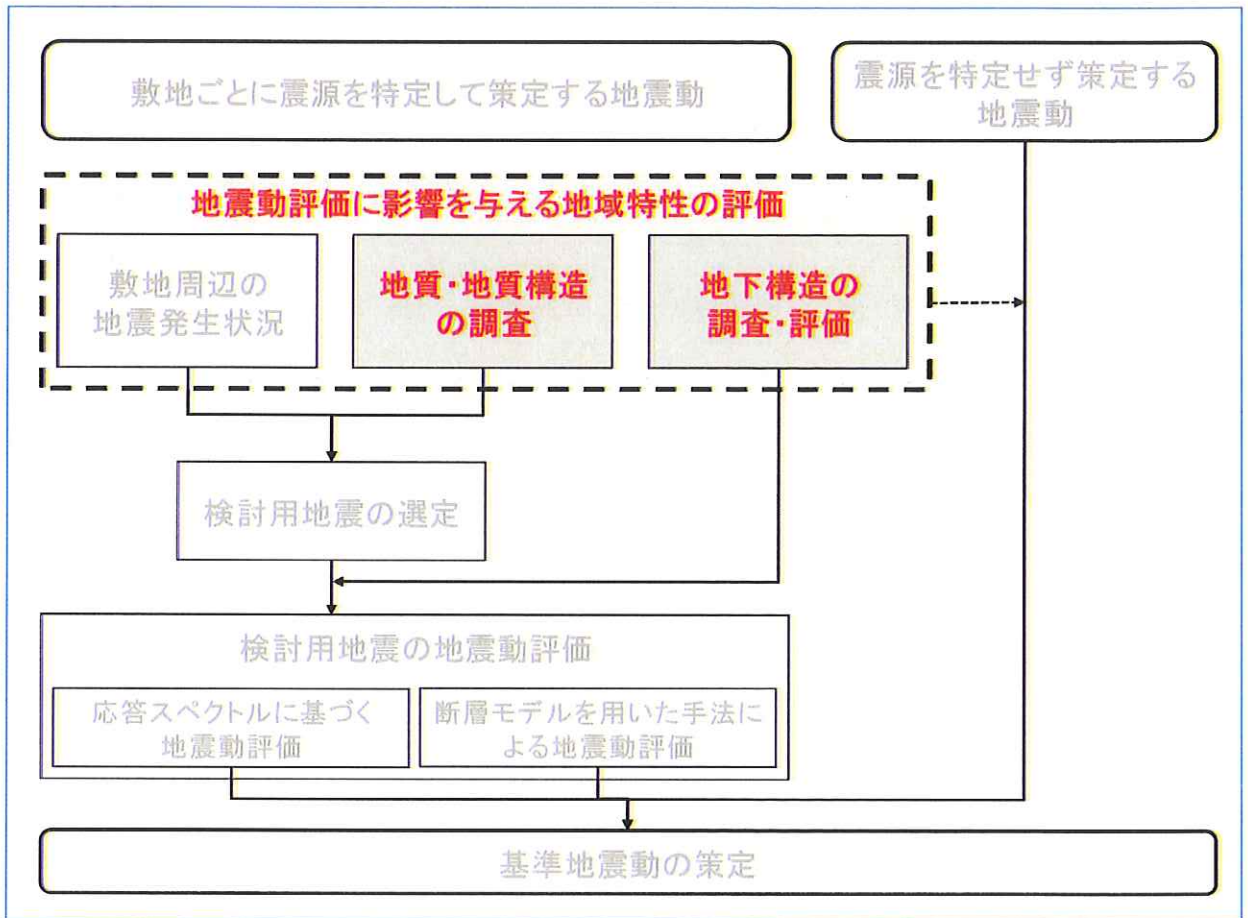 敷地ごとに震源を特定して策定する地震動
震源を特定せず策定する
地震動
地震動評価に影響を与える地域特性の評価
敷地周辺の
地震発生状況
地質・地質構造
の調査
地下構造の
調査・評価
検討用地震の選定
検討用地震の地震動評価
応答スペクトルに基づく
地震動評価
断層モデルを用いた手法に
よる地震動評価
基準地震動の策定